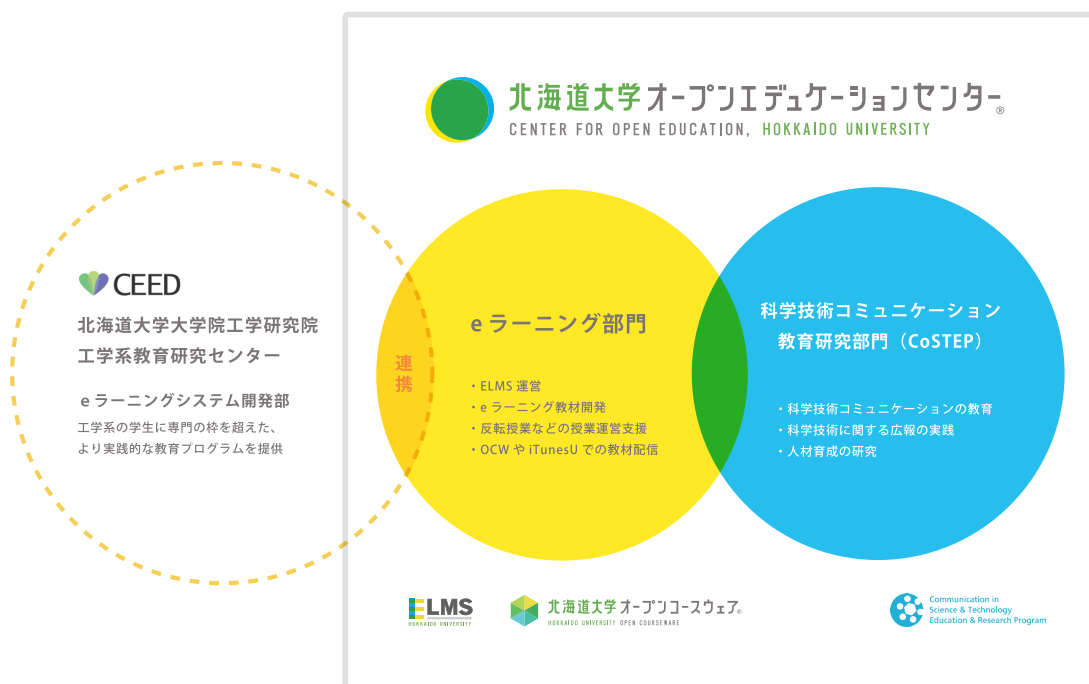 北海道大学オープンエデュケーションセンター®
CENTER FOR OPEN EDUCATION, HOKKAIDO UNIVERSITY
CEED
北海道大学大学院工学研究院
工学系教育研究センター
eラーニングシステム開発部
工学系の学生に専門の枠を超えた、
より実践的な教育プログラムを提供
連携
eラーニング部門
・ELMS 運営
・eラーニング教材開発
・反転授業などの授業運営支援
・OCW や iTunesU での教材配信
科学技術コミュニケーション
教育研究部門（CoSTEP）
・科学技術コミュニケーションの教育
・科学技術に関する広報の実践
・人材育成の研究
ELMS
HOKKAIDO UNIVERSITY
北海道大学オープンコースウェア®
HOKKAIDO UNIVERSITY OPEN COURSEWARE
Communication in
Science & Technology
Education & Research Program